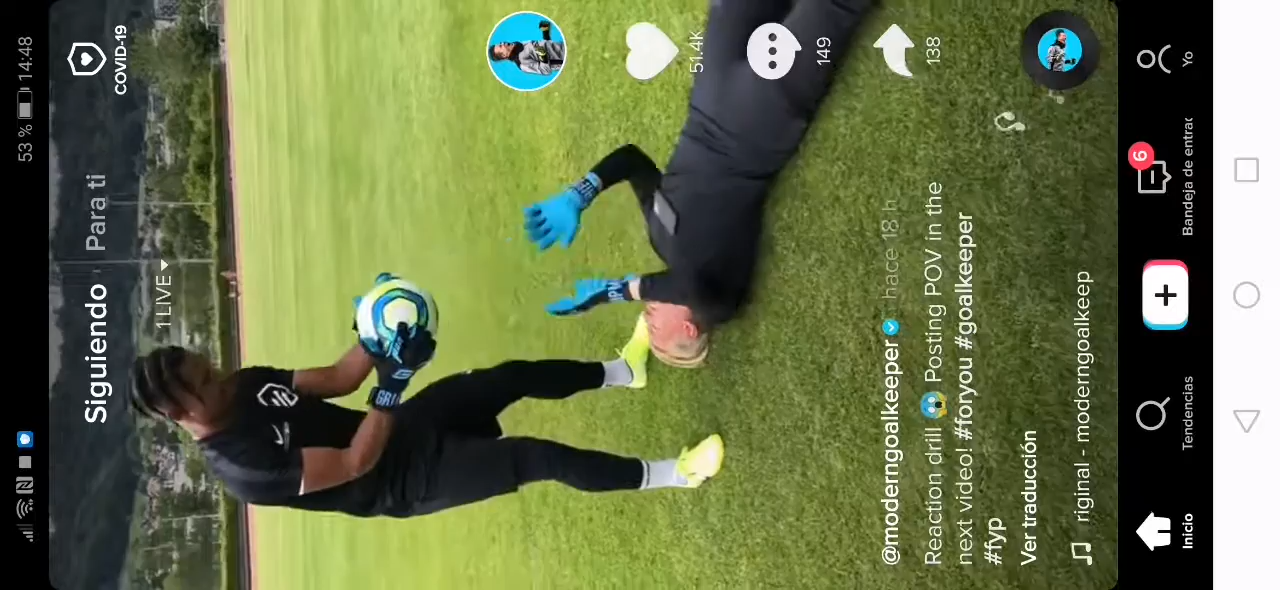 53 % 14:48
COVID-19
Siguiendo Para ti
1 LIVE
51.4K
149
138
@moderngoalkeeper hace 18 h
Reaction drill 😱 Posting POV in the
next video! #foryou #goalkeeper
#fyp
Ver traducción
riginal - moderngoalkeep
Inicio
Tendencias
6
Bandeja de entrac
Yo